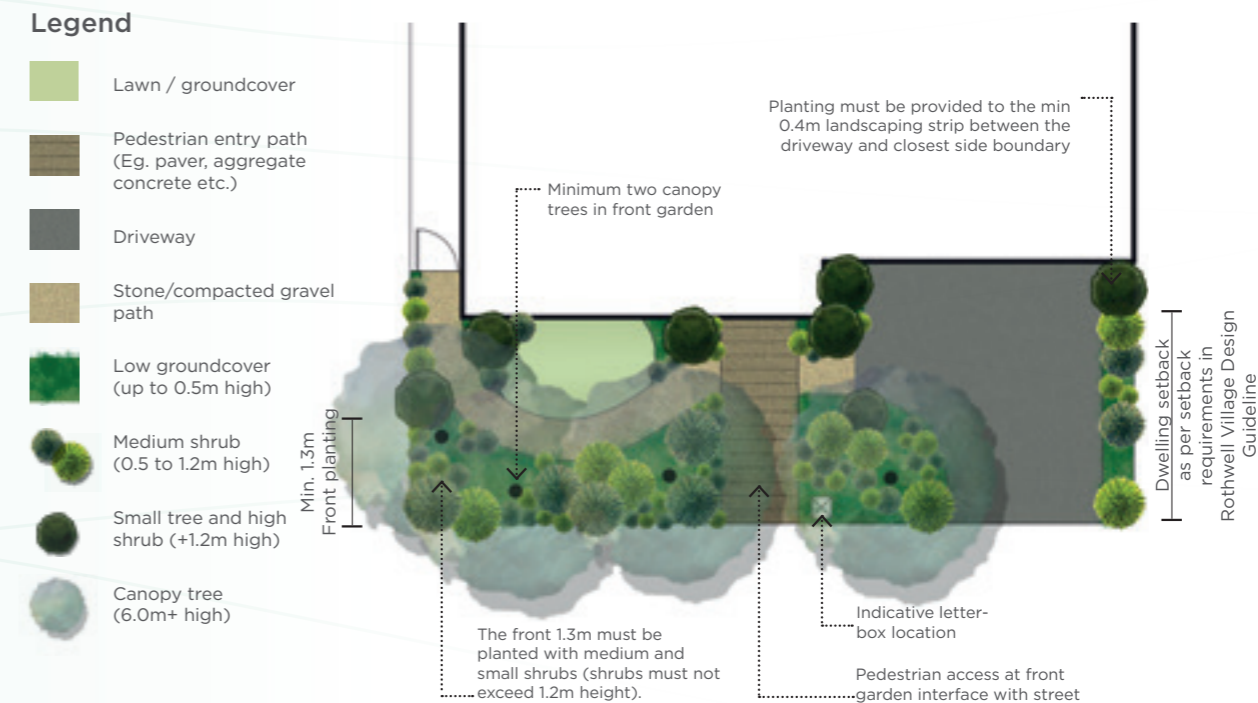 Legend
Lawn / groundcover
Pedestrian entry path
(Eg. paver, aggregate
concrete etc.)
Driveway
Stone/compacted gravel
path
Low groundcover
(up to 0.5m high)
Medium shrub
(0.5 to 1.2m high)
Small tree and high
shrub (+1.2m high)
Canopy tree
(6.0m+ high)
Planting must be provided to the min
0.4m landscaping strip between the
driveway and closest side boundary
Minimum two canopy
trees in front garden
Min. 1.3m
Front planting
Dwelling setback
as per setback
requirements in
Rothwell Village Design
Guideline
The front 1.3m must be
planted with medium and
small shrubs (shrubs must not
exceed 1.2m height).
Indicative letter-
box location
Pedestrian access at front
garden interface with street